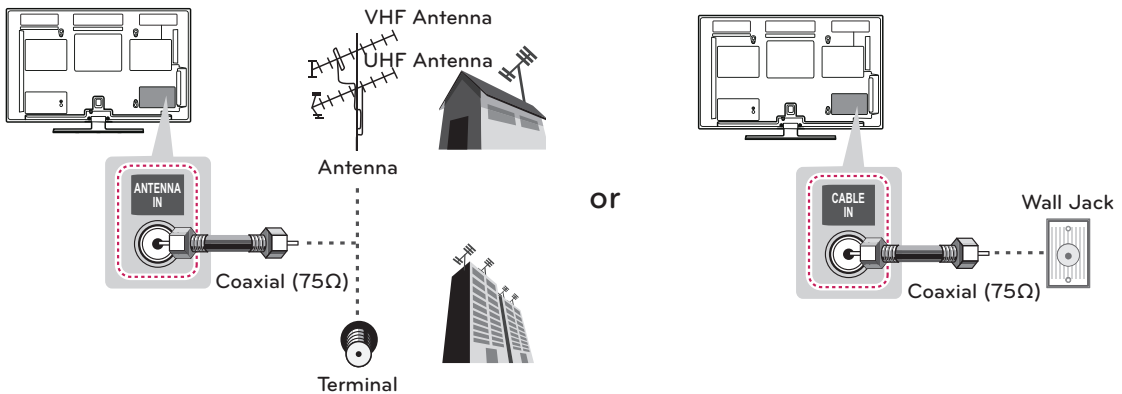 VHF Antenna
UHF Antenna
Antenna
ANTENNA
IN
Coaxial (75Ω)
Terminal
or
CABLE
IN
Wall Jack
Coaxial (75Ω)